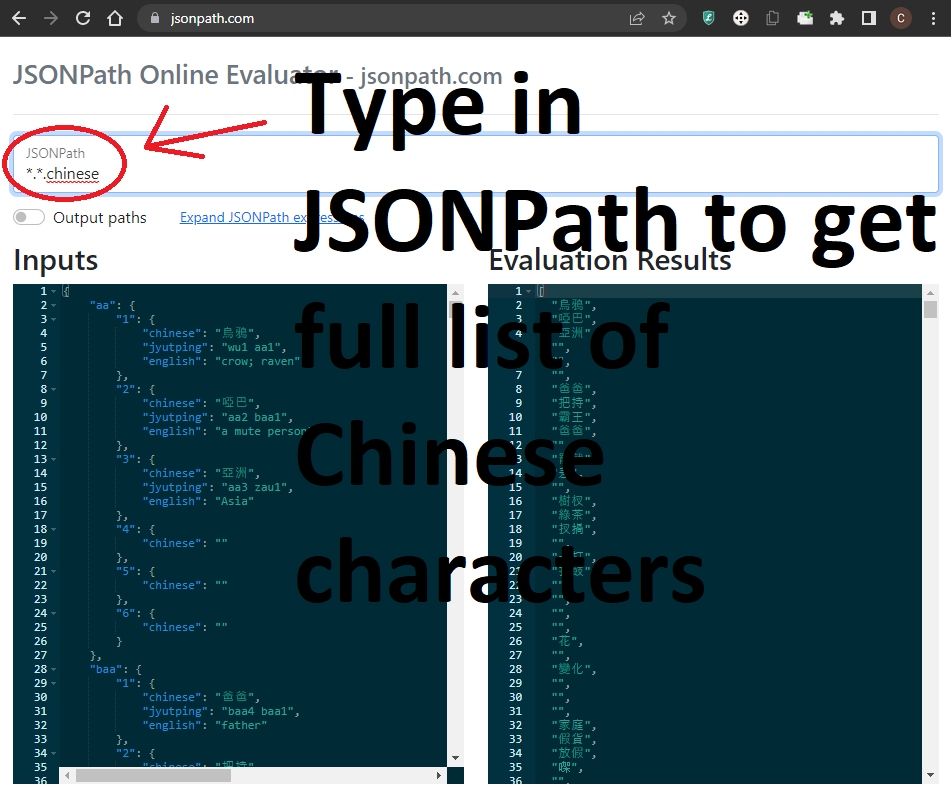 jsonpath.com
C
JSONPath Online Evaluator - jsonpath.com
Type in
JSONPath to get
full list of
Chinese
characters
JSONPath
*.*.chinese
Output paths
Expand JSONPath expressions
Inputs
1 {
2 "aa": {
3 "1": {
4 "chinese": "烏鴉",
5 "jyutping": "wu1 aa1",
6 "english": "crow; raven"
7 },
8 "2": {
9 "chinese": "啞巴",
10 "jyutping": "aa2 baa1",
11 "english": "a mute person"
12 },
13 "3": {
14 "chinese": "亞洲",
15 "jyutping": "aa3 zau1",
16 "english": "Asia"
17 },
18 "4": {
19 "chinese": ""
20 },
21 "5": {
22 "chinese": ""
23 },
24 "6": {
25 "chinese": ""
26 }
27 },
28 "baa": {
29 "1": {
30 "chinese": "爸爸",
31 "jyutping": "baa4 baa1",
32 "english": "father"
33 },
34 "2": {
35 "chinese": "把持",
36
Evaluation Results
1 [
2 "烏鴉",
3 "啞巴",
4 "亞洲",
5 "",
6 "",
7 "",
8 "爸爸",
9 "把持",
10 "霸王",
11 "爸爸",
12 "",
13
14
15 "",
16 "樹杈",
17 "綠茶",
18
19 "",
20
21
22 "",
23 "",
24 "",
25 "",
26 "花",
27 "",
28 "變化",
29 "",
30 "",
31 "",
32 "家庭",
33 "假貨",
34 "放假",
35 "㗎",
36 "",